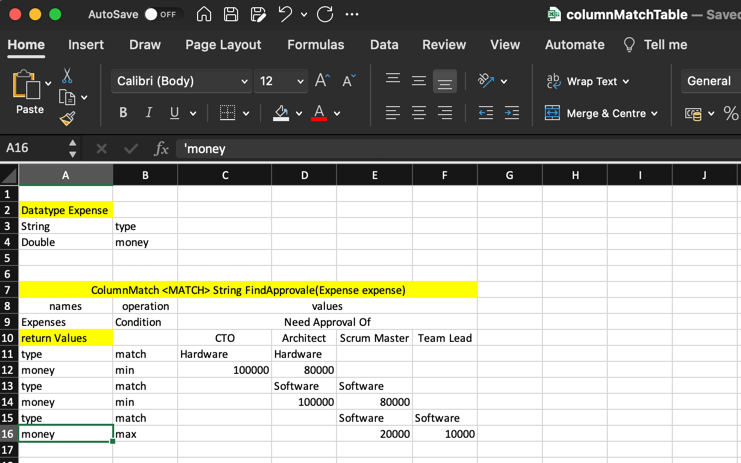 AutoSave OFF columnMatchTable — Saved
Home Insert Draw Page Layout Formulas Data Review View Automate Tell me
Paste Calibri (Body) 12 A A ab Wrap Text General
B I U A Merge & Centre %
A16 fx 'money
A B C D E F G H I J
1
2 Datatype Expense
3 String type
4 Double money
5
6
7 ColumnMatch <MATCH> String FindApprovale(Expense expense)
8 names operation values
9 Expenses Condition Need Approval Of
10 return Values CTO Architect Scrum Master Team Lead
11 type match Hardware Hardware
12 money min 100000 80000
13 type match Software Software
14 money min 100000 80000
15 type match Software Software
16 money max 20000 10000
17